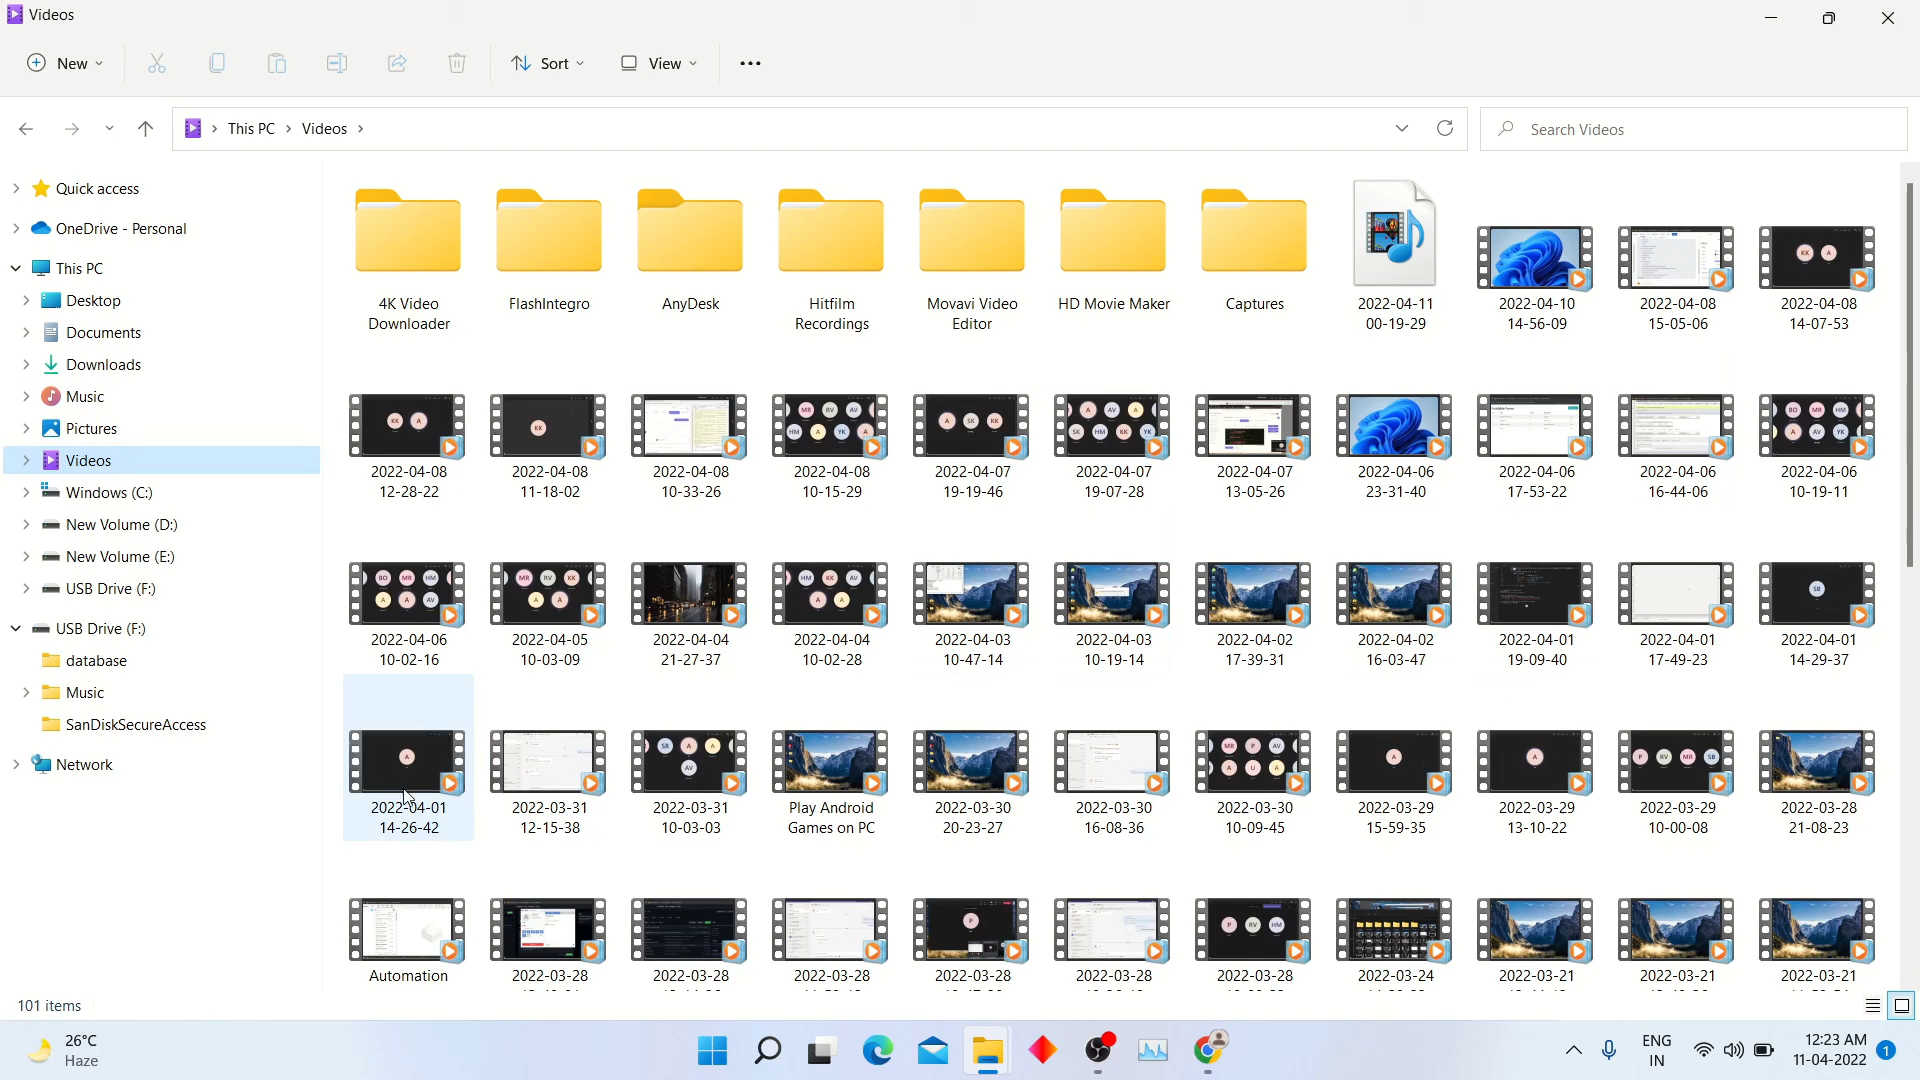 Videos
New
Sort
View
This PC
Videos
Search Videos
Quick access
OneDrive - Personal
This PC
Desktop
Documents
Downloads
Music
Pictures
Videos
Windows (C:)
New Volume (D:)
New Volume (E:)
USB Drive (F:)
USB Drive (F:)
database
Music
SanDiskSecureAccess
Network
4K Video
Downloader
FlashIntegro
AnyDesk
Hitfilm
Recordings
Movavi Video
Editor
HD Movie Maker
Captures
2022-04-11
00-19-29
2022-04-10
14-56-09
2022-04-08
15-05-06
2022-04-08
14-07-53
2022-04-08
12-28-22
2022-04-08
11-18-02
2022-04-08
10-33-26
2022-04-08
10-15-29
2022-04-07
19-19-46
2022-04-07
19-07-28
2022-04-07
13-05-26
2022-04-06
23-31-40
2022-04-06
17-53-22
2022-04-06
16-44-06
2022-04-06
10-19-11
2022-04-06
10-02-16
2022-04-05
10-03-09
2022-04-04
21-27-37
2022-04-04
10-02-28
2022-04-03
10-47-14
2022-04-03
10-19-14
2022-04-02
17-39-31
2022-04-02
16-03-47
2022-04-01
19-09-40
2022-04-01
17-49-23
2022-04-01
14-29-37
2022-04-01
14-26-42
2022-03-31
12-15-38
2022-03-31
10-03-03
Play Android
Games on PC
2022-03-30
20-23-27
2022-03-30
16-08-36
2022-03-30
10-09-45
2022-03-29
15-59-35
2022-03-29
13-10-22
2022-03-29
10-00-08
2022-03-28
21-08-23
Automation
2022-03-28
2022-03-28
2022-03-28
2022-03-28
2022-03-28
2022-03-28
2022-03-24
2022-03-21
2022-03-21
2022-03-21
101 items
26°C
Haze
ENG
IN
12:23 AM
11-04-2022
1